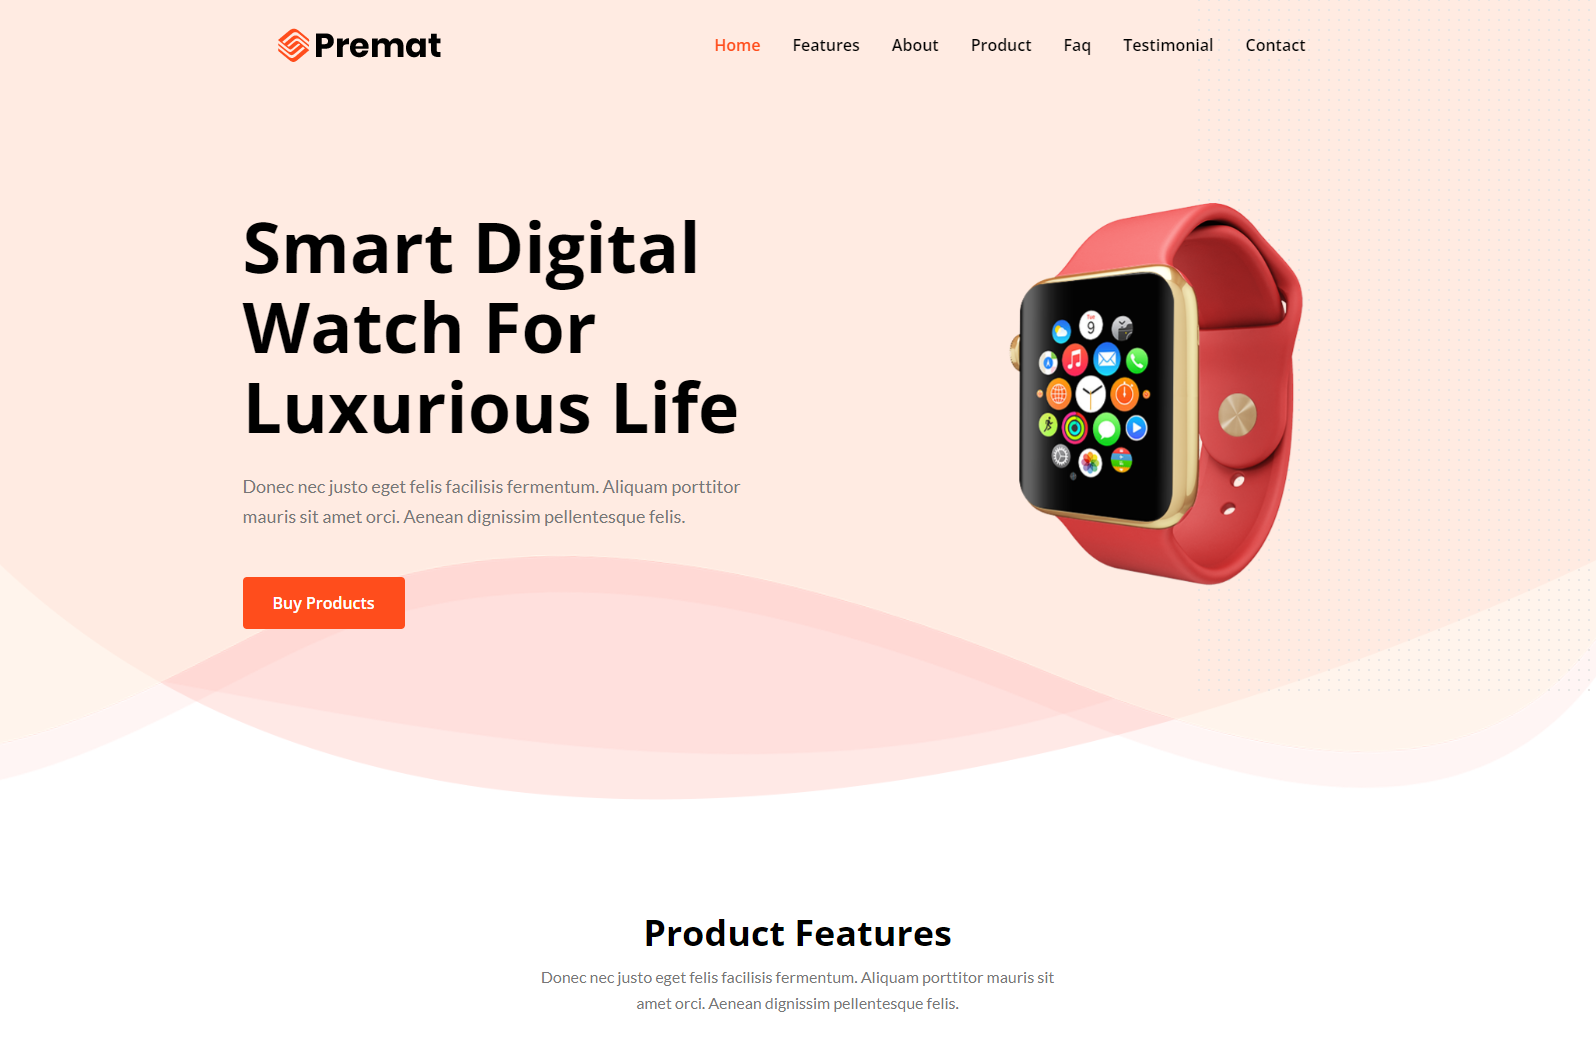 Premat
Home Features About Product Faq Testimonial Contact
Smart Digital
Watch For
Luxurious Life
Donec nec justo eget felis facilisis fermentum. Aliquam porttitor
mauris sit amet orci. Aenean dignissim pellentesque felis.
Buy Products
Tue
9
Product Features
Donec nec justo eget felis facilisis fermentum. Aliquam porttitor mauris sit
amet orci. Aenean dignissim pellentesque felis.